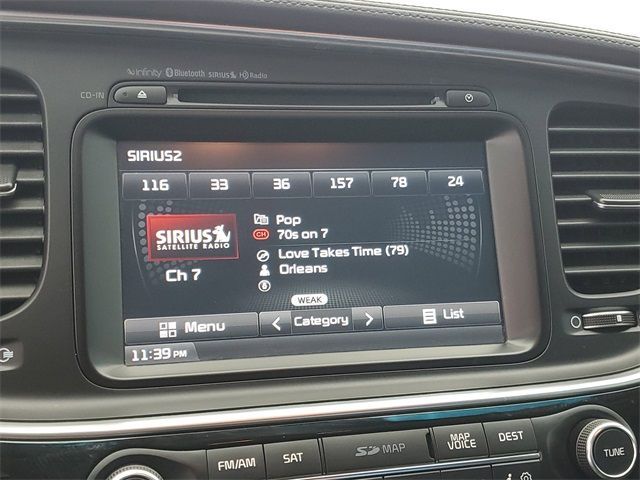 Infinity Bluetooth SIRIUS HD Radio
CD-IN
SIRIUS2
116 33 36 157 78 24
SIRIUS
SATELLITE RADIO
Ch 7
Pop
CH 70s on 7
Love Takes Time (79)
Orleans
WEAK
Menu < Category > List
11:39 PM
FM/AM SAT SD MAP MAP VOICE DEST
TUNE